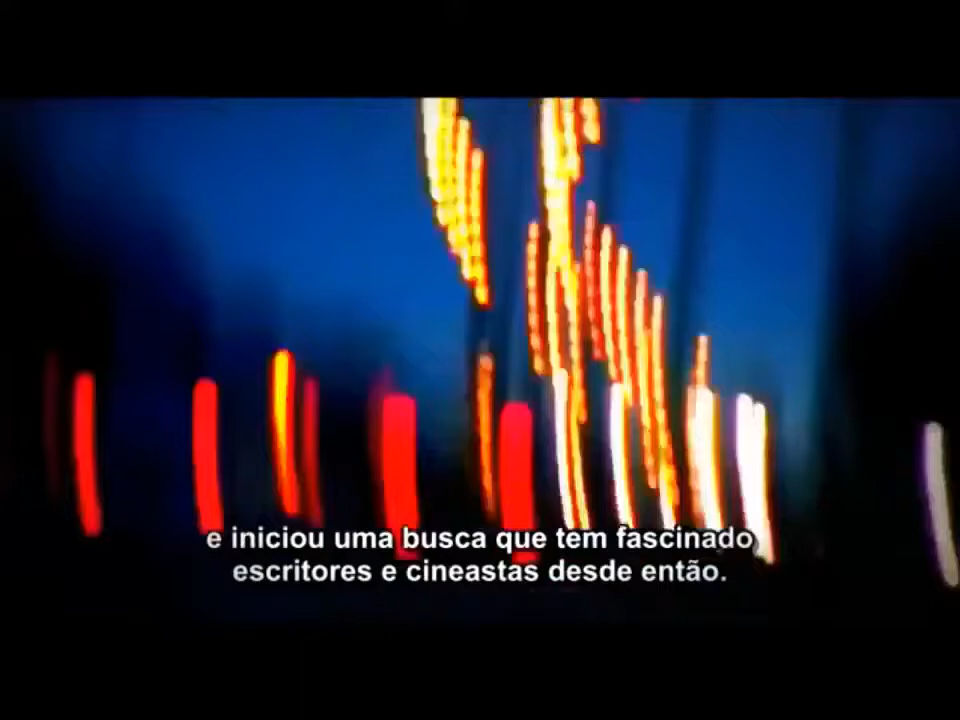 e iniciou uma busca que tem fascinado
escritores e cineastas desde então.